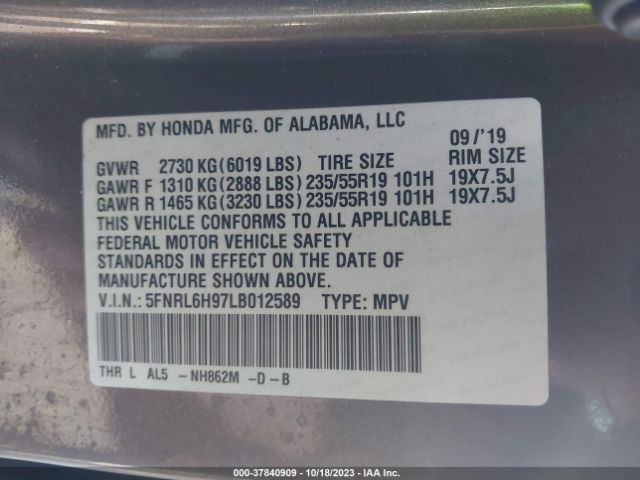 MFD. BY HONDA MFG. OF ALABAMA, LLC
09/'19
GVWR 2730 KG(6019 LBS) TIRE SIZE RIM SIZE
GAWR F 1310 KG(2888 LBS) 235/55R19 101H 19X7.5J
GAWR R 1465 KG(3230 LBS) 235/55R19 101H 19X7.5J
THIS VEHICLE CONFORMS TO ALL APPLICABLE
FEDERAL MOTOR VEHICLE SAFETY
STANDARDS IN EFFECT ON THE DATE OF
MANUFACTURE SHOWN ABOVE.
V.I.N.: 5FNRL6H97LB012589 TYPE: MPV
THR L AL5 -NH862M -D-B
000-37840909 - 10/18/2023 - IAA Inc.